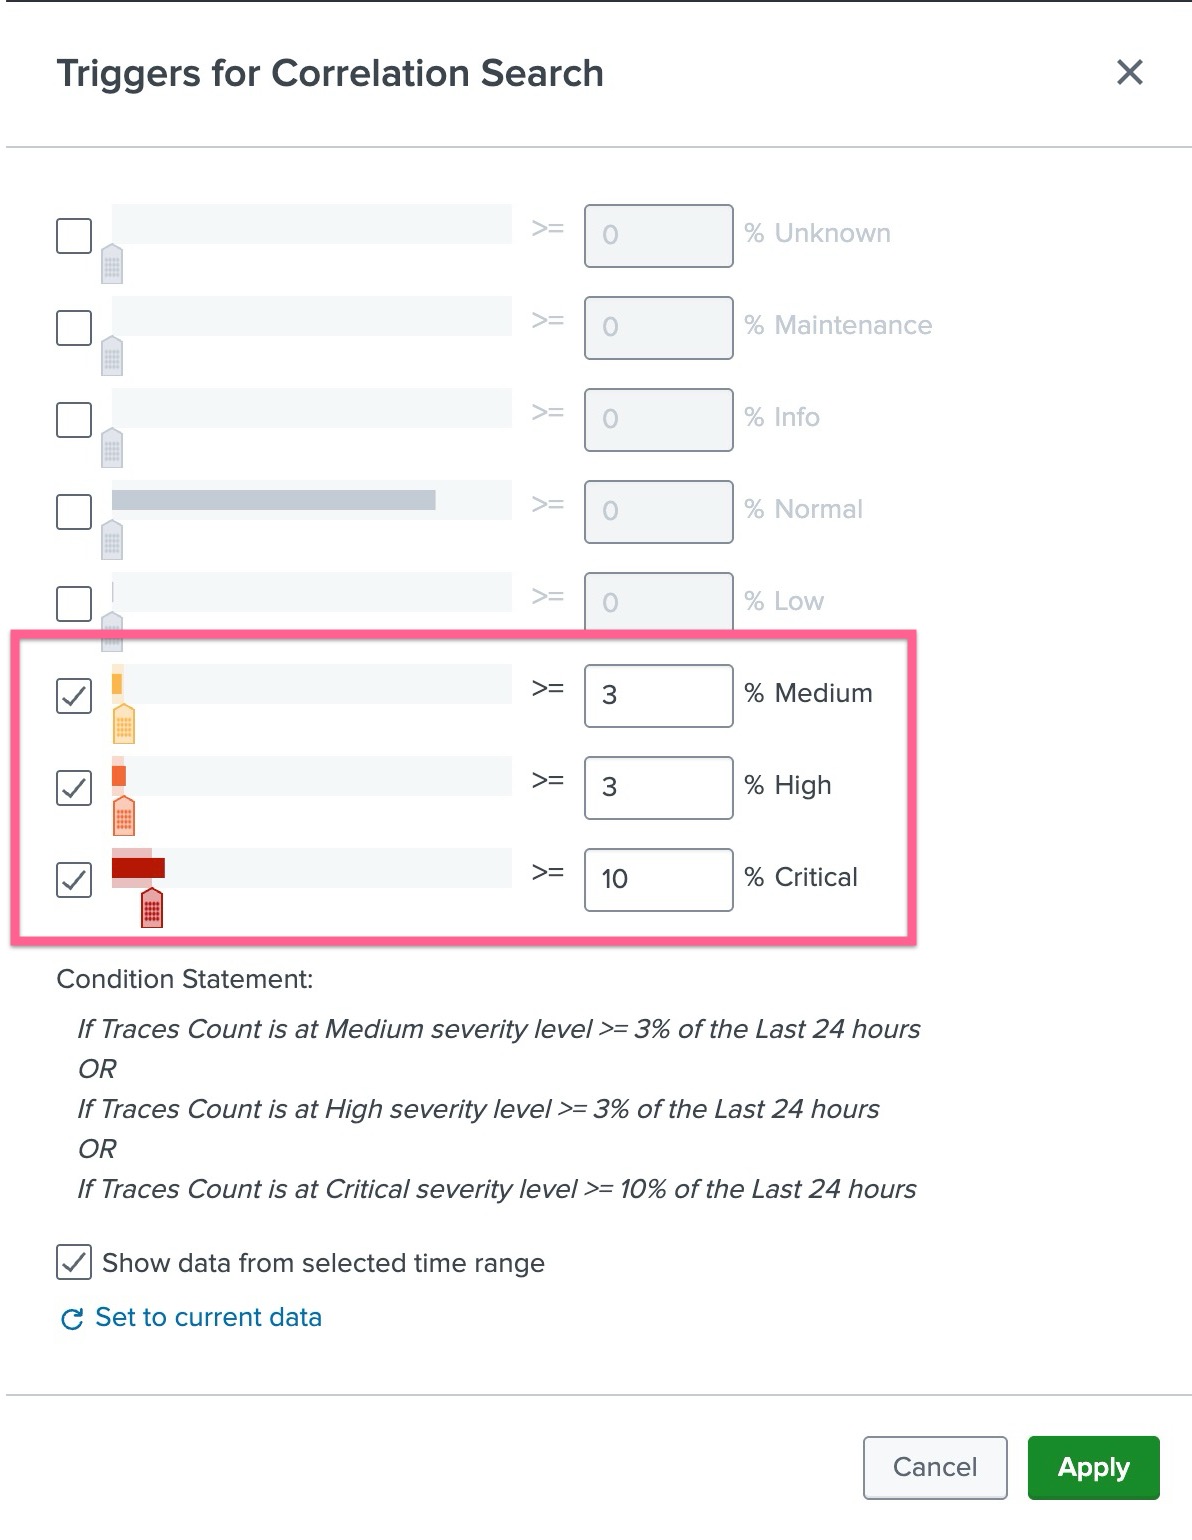 Triggers for Correlation Search
>= 0 % Unknown
>= 0 % Maintenance
>= 0 % Info
>= 0 % Normal
>= 0 % Low
>= 3 % Medium
>= 3 % High
>= 10 % Critical
Condition Statement:
If Traces Count is at Medium severity level >= 3% of the Last 24 hours
OR
If Traces Count is at High severity level >= 3% of the Last 24 hours
OR
If Traces Count is at Critical severity level >= 10% of the Last 24 hours
Show data from selected time range
Set to current data
Cancel Apply